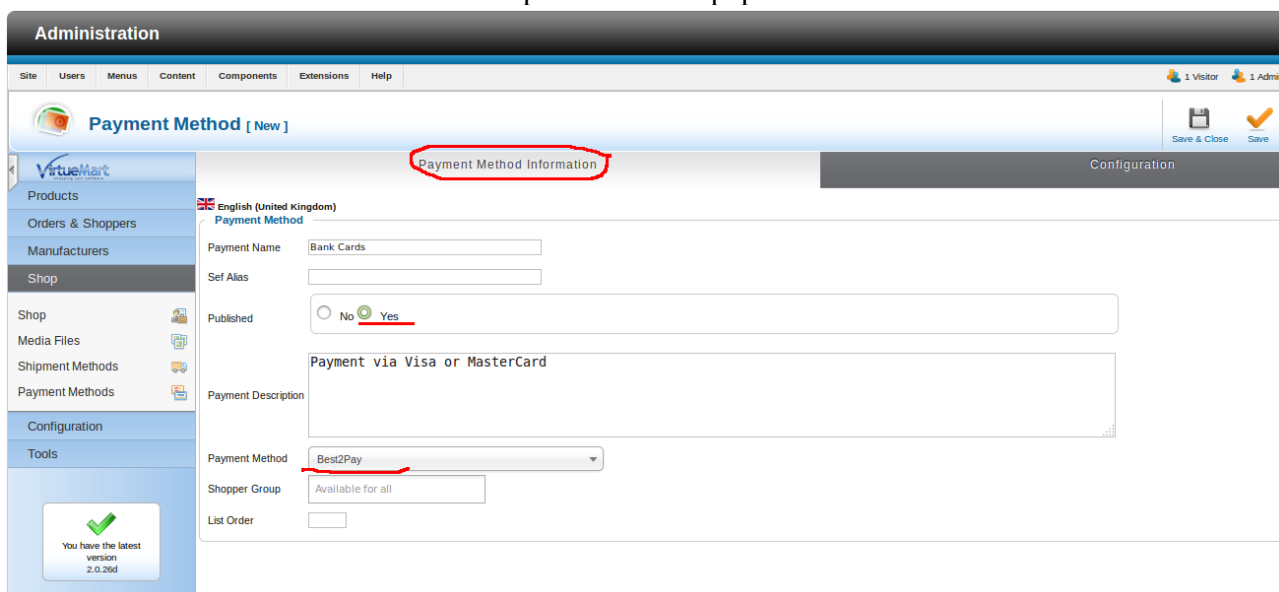 Administration
Site Users Menus Content Components Extensions Help 1 Visitor 1 Admi
Payment Method [ New ]
Save & Close Save
VirtueMart
Payment Method Information Configuration
Products
Orders & Shoppers
Manufacturers
Shop
Shop
Media Files
Shipment Methods
Payment Methods
Configuration
Tools
You have the latest
version
2.0.26d
English (United Kingdom)
Payment Method
Payment Name Bank Cards
Sef Alias
Published No Yes
Payment Description Payment via Visa or MasterCard
Payment Method Best2Pay
Shopper Group Available for all
List Order